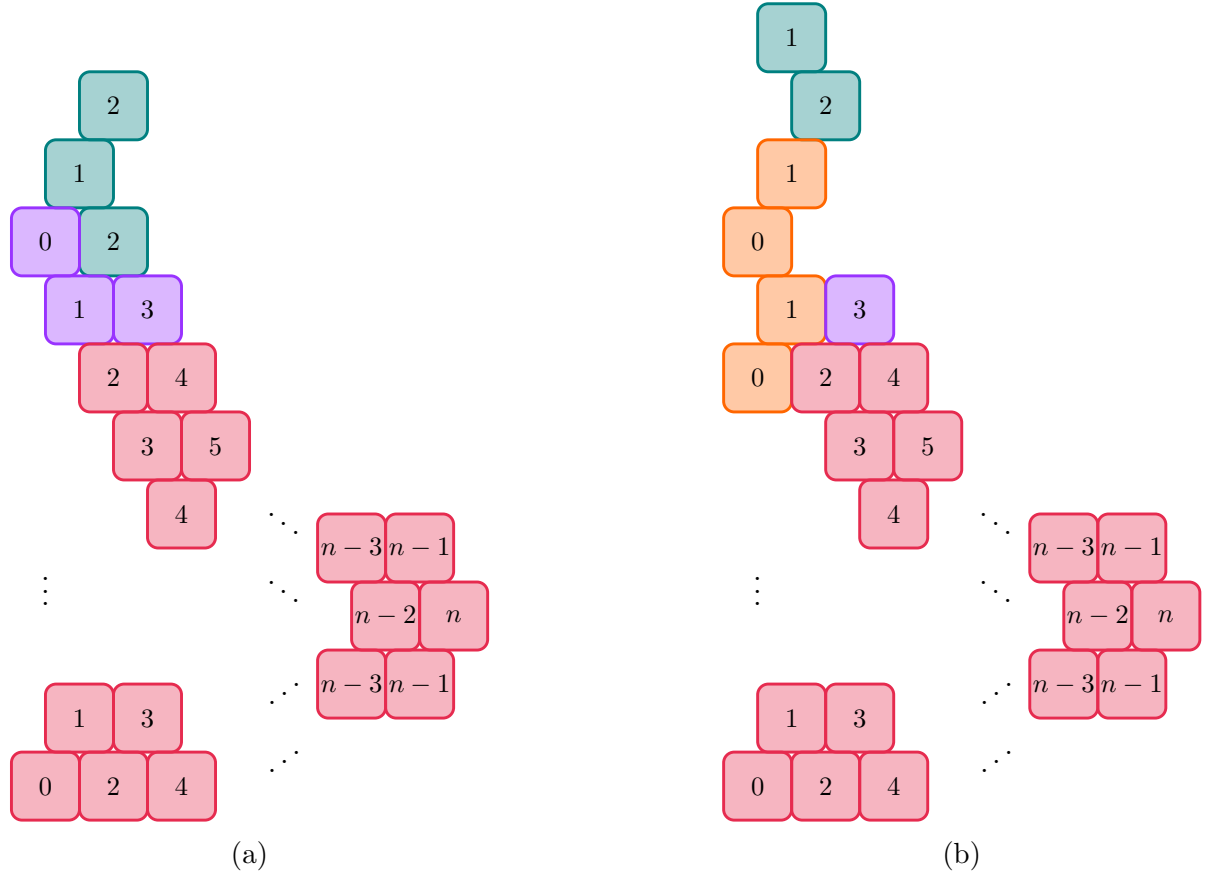 1
2 2
1 1
0 2 0
1 3 1 3
2 4 0 2 4
3 5 3 5
4 ⋱ 4 ⋱
n − 3 n − 1 n − 3 n − 1
⋮ ⋱ n − 2 n ⋮ ⋱ n − 2 n
n − 3 n − 1 n − 3 n − 1
1 3 ⋰ 1 3 ⋰
0 2 4 ⋰ 0 2 4 ⋰
(a) (b)